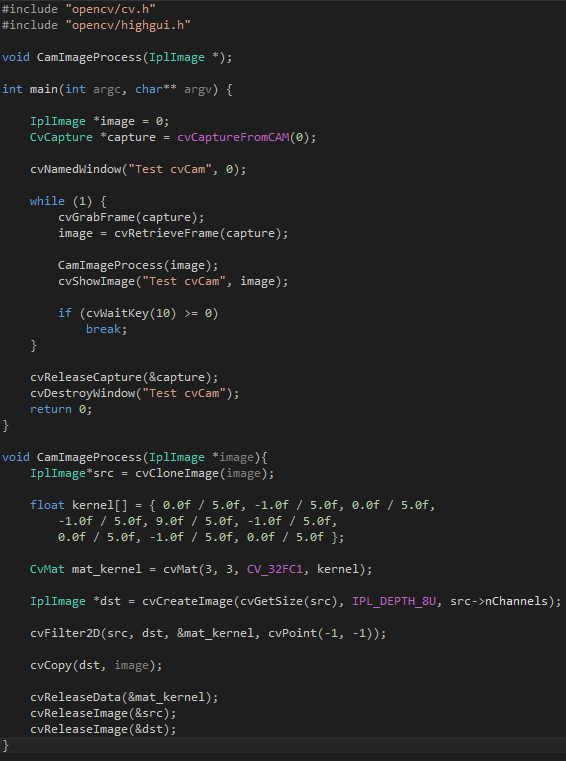 #include "opencv/cv.h"
#include "opencv/highgui.h"
void CamImageProcess(IplImage *);
int main(int argc, char** argv) {
IplImage *image = 0;
CvCapture *capture = cvCaptureFromCAM(0);
cvNamedWindow("Test cvCam", 0);
while (1) {
cvGrabFrame(capture);
image = cvRetrieveFrame(capture);
CamImageProcess(image);
cvShowImage("Test cvCam", image);
if (cvWaitKey(10) >= 0)
break;
}
cvReleaseCapture(&capture);
cvDestroyWindow("Test cvCam");
return 0;
}
void CamImageProcess(IplImage *image){
IplImage*src = cvCloneImage(image);
float kernel[] = { 0.0f / 5.0f, -1.0f / 5.0f, 0.0f / 5.0f,
-1.0f / 5.0f, 9.0f / 5.0f, -1.0f / 5.0f,
0.0f / 5.0f, -1.0f / 5.0f, 0.0f / 5.0f };
CvMat mat_kernel = cvMat(3, 3, CV_32FC1, kernel);
IplImage *dst = cvCreateImage(cvGetSize(src), IPL_DEPTH_8U, src->nChannels);
cvFilter2D(src, dst, &mat_kernel, cvPoint(-1, -1));
cvCopy(dst, image);
cvReleaseData(&mat_kernel);
cvReleaseImage(&src);
cvReleaseImage(&dst);
}